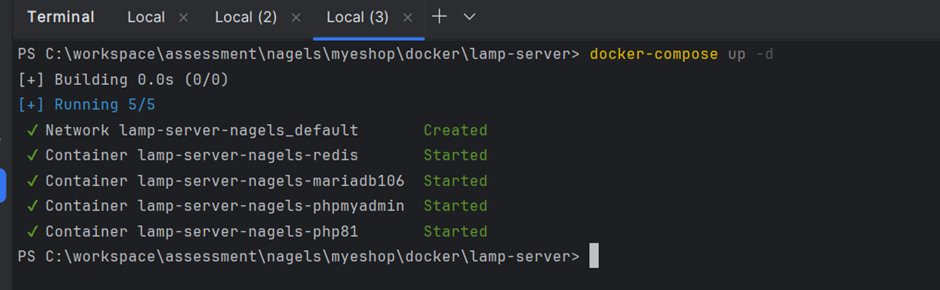 Terminal Local × Local (2) × Local (3) ×
PS C:\workspace\assessment\nagels\myeshop\docker\lamp-server> docker-compose up -d
[+] Building 0.0s (0/0)
[+] Running 5/5
✓ Network lamp-server-nagels_default Created
✓ Container lamp-server-nagels-redis Started
✓ Container lamp-server-nagels-mariadb106 Started
✓ Container lamp-server-nagels-phpmyadmin Started
✓ Container lamp-server-nagels-php81 Started
PS C:\workspace\assessment\nagels\myeshop\docker\lamp-server>